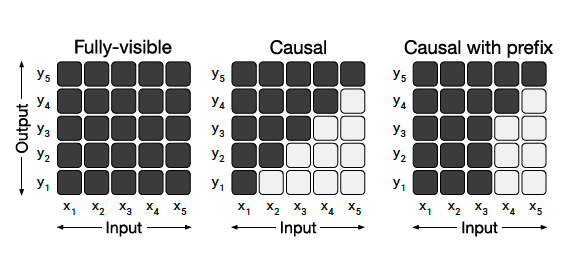 Fully-visible
Causal
Causal with prefix
y5
y4
y3
y2
y1
Output
x1 x2 x3 x4 x5
Input
y5
y4
y3
y2
y1
x1 x2 x3 x4 x5
Input
y5
y4
y3
y2
y1
x1 x2 x3 x4 x5
Input